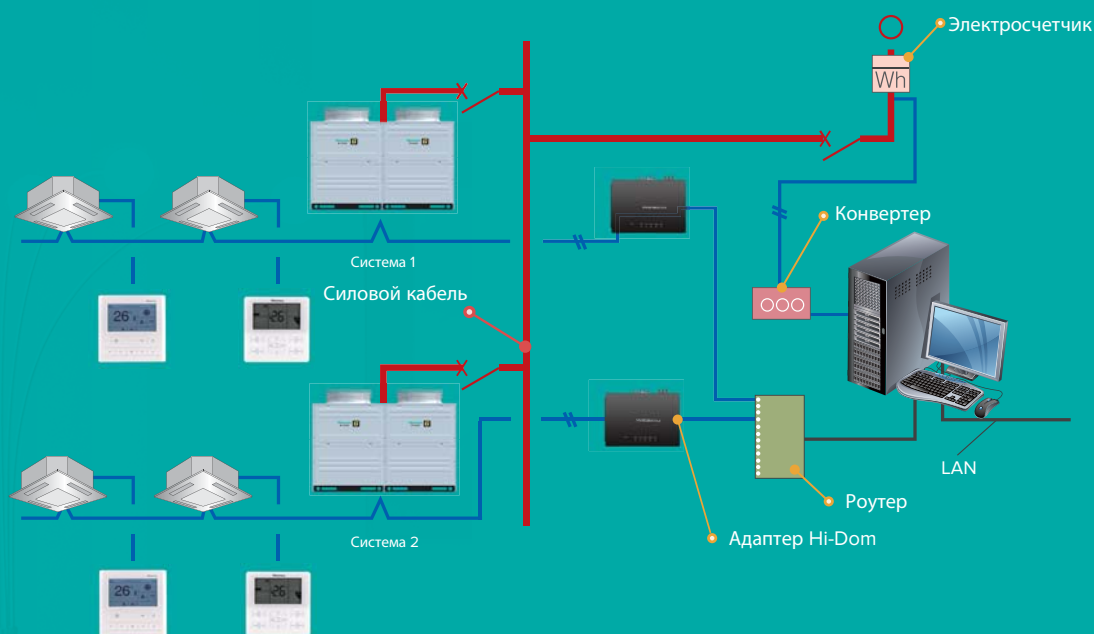 Электросчетчик
Wh
Конвертер
Система 1
Силовой кабель
26
26
LAN
Роутер
Адаптер Hi-Dom
Система 2
26
26